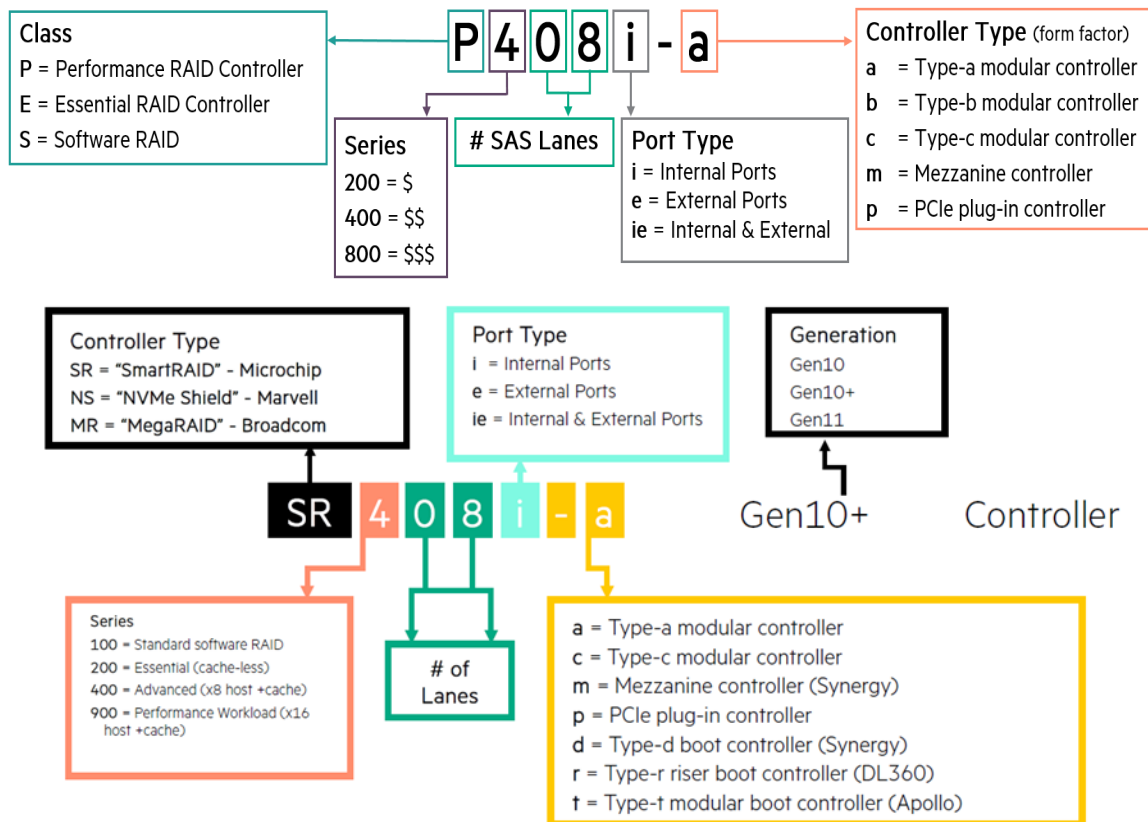 Class
P = Performance RAID Controller
E = Essential RAID Controller
S = Software RAID
P408i-a
Controller Type (form factor)
a = Type-a modular controller
b = Type-b modular controller
c = Type-c modular controller
m = Mezzanine controller
p = PCIe plug-in controller
Series
200 = $
400 = $$
800 = $$$
# SAS Lanes
Port Type
i = Internal Ports
e = External Ports
ie = Internal & External
Controller Type
SR = “SmartRAID” - Microchip
NS = “NVMe Shield” - Marvell
MR = “MegaRAID” - Broadcom
Port Type
i = Internal Ports
e = External Ports
ie = Internal & External Ports
Generation
Gen10
Gen10+
Gen11
SR 4 0 8 i - a
Gen10+ Controller
Series
100 = Standard software RAID
200 = Essential (cache-less)
400 = Advanced (x8 host +cache)
900 = Performance Workload (x16
host +cache)
# of
Lanes
a = Type-a modular controller
c = Type-c modular controller
m = Mezzanine controller (Synergy)
p = PCIe plug-in controller
d = Type-d boot controller (Synergy)
r = Type-r riser boot controller (DL360)
t = Type-t modular boot controller (Apollo)